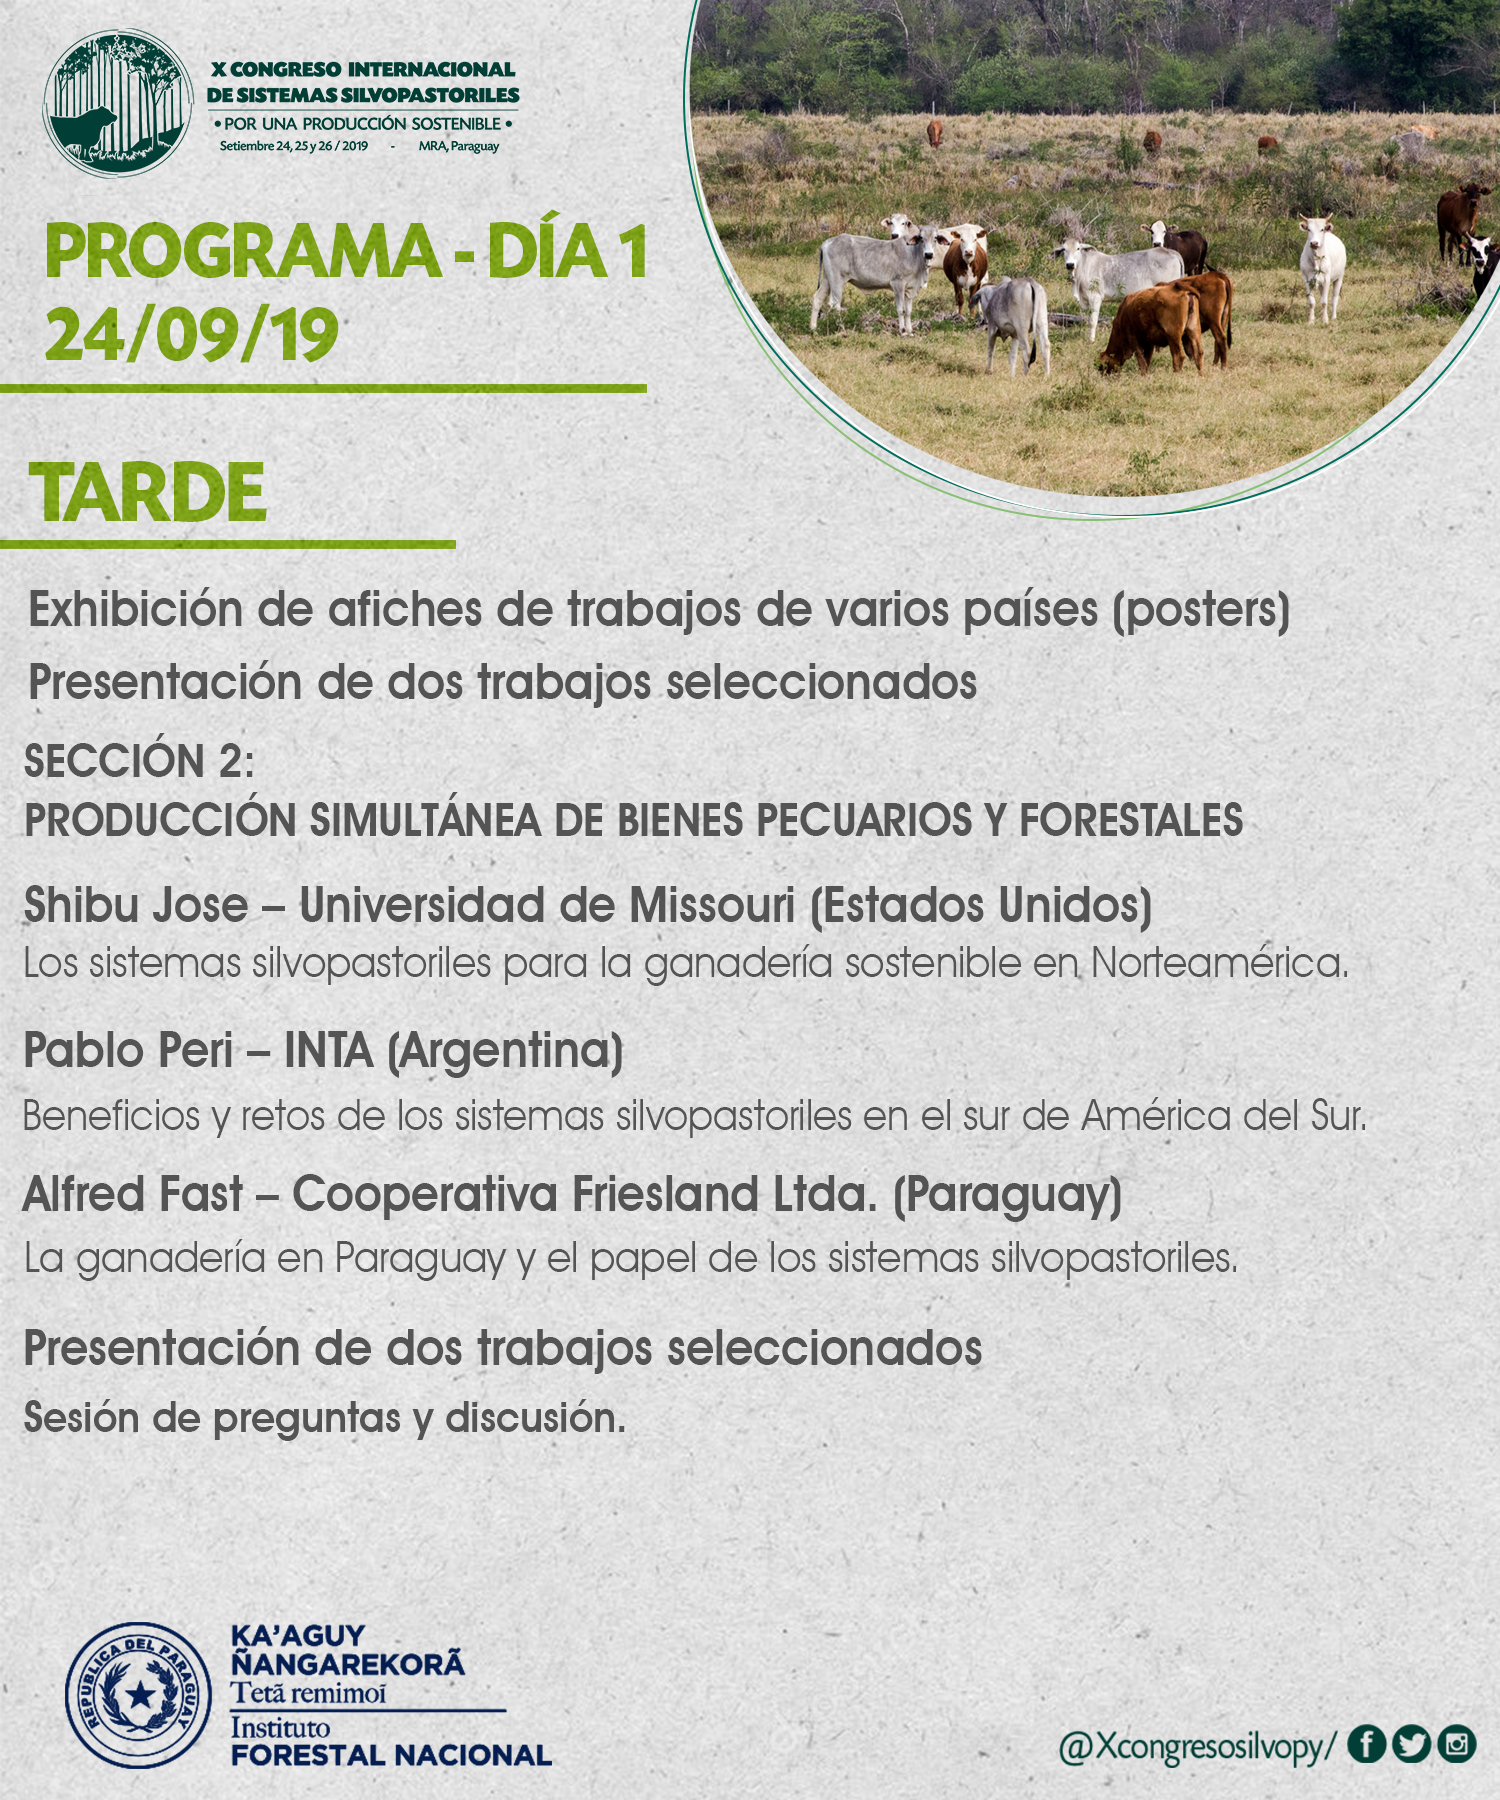 X CONGRESO INTERNACIONAL
DE SISTEMAS SILVOPASTORILES
• POR UNA PRODUCCIÓN SOSTENIBLE •
Setiembre 24, 25 y 26 / 2019 - MRA, Paraguay
PROGRAMA - DÍA 1
24/09/19
TARDE
Exhibición de afiches de trabajos de varios países (posters)
Presentación de dos trabajos seleccionados
SECCIÓN 2:
PRODUCCIÓN SIMULTÁNEA DE BIENES PECUARIOS Y FORESTALES
Shibu Jose – Universidad de Missouri (Estados Unidos)
Los sistemas silvopastoriles para la ganadería sostenible en Norteamérica.
Pablo Peri – INTA (Argentina)
Beneficios y retos de los sistemas silvopastoriles en el sur de América del Sur.
Alfred Fast – Cooperativa Friesland Ltda. (Paraguay)
La ganadería en Paraguay y el papel de los sistemas silvopastoriles.
Presentación de dos trabajos seleccionados
Sesión de preguntas y discusión.
REPUBLICA DEL PARAGUAY
KA'AGUY
ÑANGAREKORÃ
Tetã remimoĩ
Instituto
FORESTAL NACIONAL
@Xcongresosilvopy/